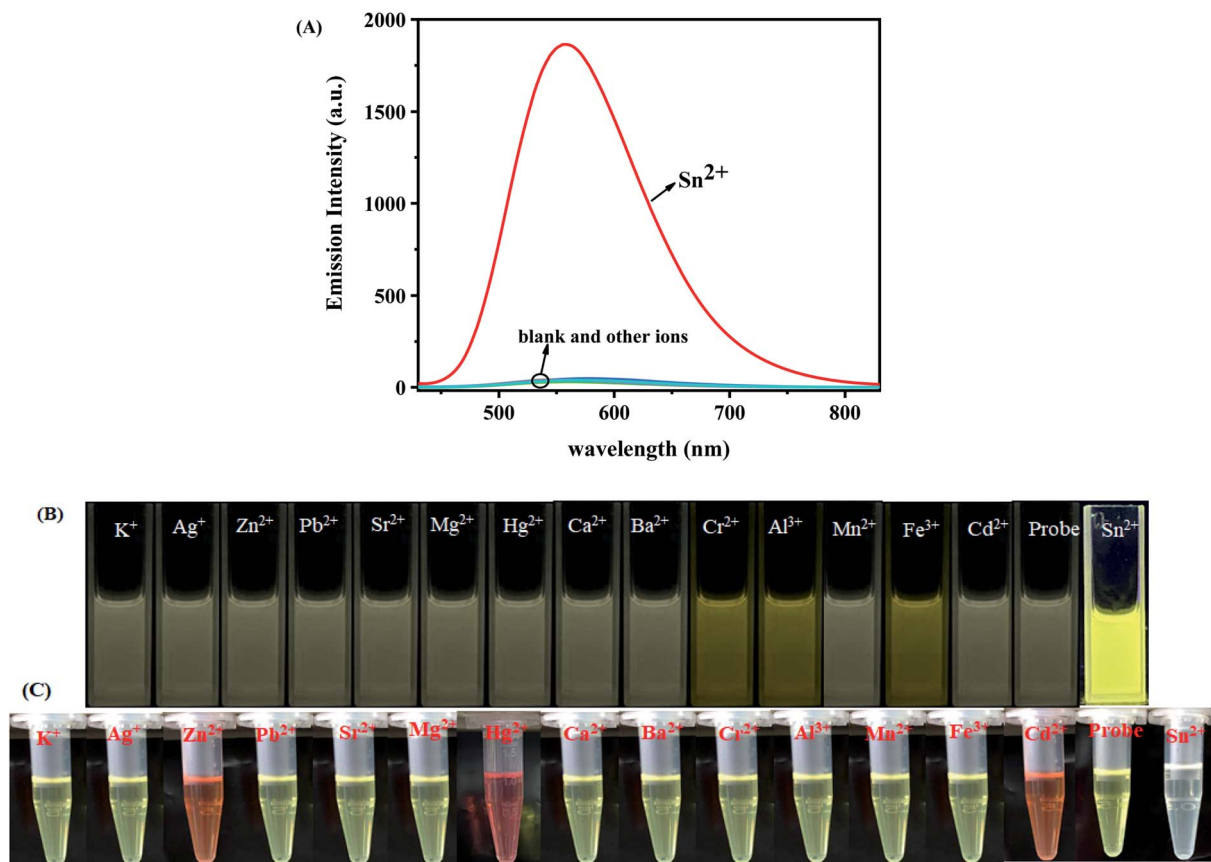 (A)
2000
1500
1000
500
0
Emission Intensity (a.u.)
Sn²⁺
blank and other ions
500 600 700 800
wavelength (nm)
(B)
K⁺ Ag⁺ Zn²⁺ Pb²⁺ Sr²⁺ Mg²⁺ Hg²⁺ Ca²⁺ Ba²⁺ Cr²⁺ Al³⁺ Mn²⁺ Fe³⁺ Cd²⁺ Probe Sn²⁺
(C)
K⁺ Ag⁺ Zn²⁺ Pb²⁺ Sr²⁺ Mg²⁺ Hg²⁺ Ca²⁺ Ba²⁺ Cr²⁺ Al³⁺ Mn²⁺ Fe³⁺ Cd²⁺ Probe Sn²⁺